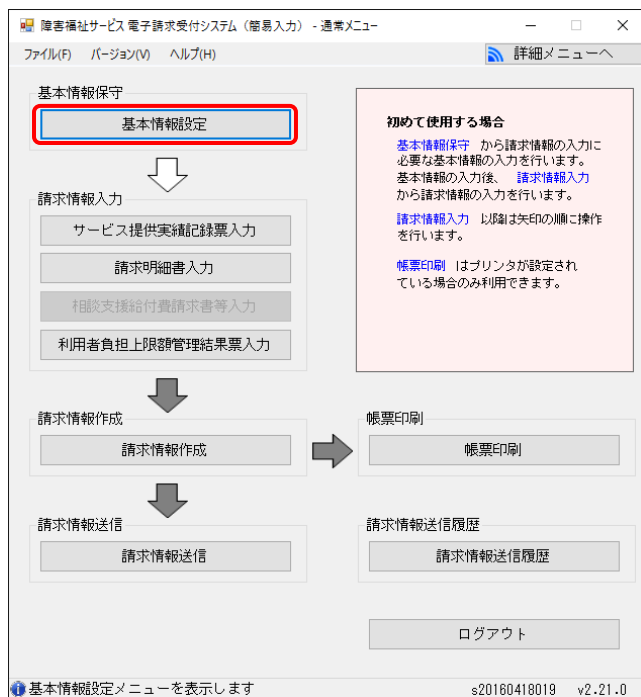 障害福祉サービス 電子請求受付システム（簡易入力） - 通常メニュー
ファイル(F) バージョン(V) ヘルプ(H)
詳細メニューへ
基本情報保守
基本情報設定
初めて使用する場合
基本情報保守 から請求情報の入力に
必要な基本情報の入力を行います。
基本情報の入力後、 請求情報入力
から請求情報の入力を行います。
請求情報入力 以降は矢印の順に操作
を行います。
帳票印刷 はプリンタが設定され
ている場合のみ利用できます。
請求情報入力
サービス提供実績記録票入力
請求明細書入力
相談支援給付費請求書等入力
利用者負担上限額管理結果票入力
請求情報作成
請求情報作成
帳票印刷
帳票印刷
請求情報送信
請求情報送信
請求情報送信履歴
請求情報送信履歴
ログアウト
基本情報設定メニューを表示します
s20160418019 v2.21.0